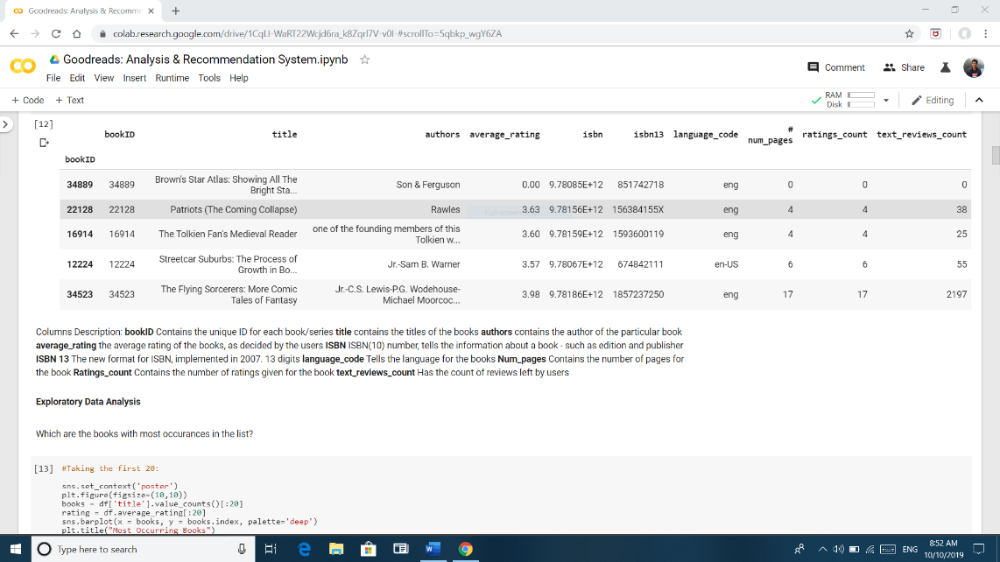 Goodreads: Analysis & Recomme
colab.research.google.com/drive/1CqLI-WaRT22Wcjd6ra_k8Zqrl7V-v0I-#scrollTo=5qbkp_wgY6ZA
Goodreads: Analysis & Recommendation System.ipynb
File Edit View Insert Runtime Tools Help
Comment Share
+ Code + Text
RAM
Disk
Editing
[12]
bookID title authors average_rating isbn isbn13 language_code # num_pages ratings_count text_reviews_count
bookID
34889 34889 Brown's Star Atlas: Showing All The Bright Sta... Son & Ferguson 0.00 9.78085E+12 851742718 eng 0 0 0
22128 22128 Patriots (The Coming Collapse) Rawles 3.63 9.78156E+12 156384155X eng 4 4 38
16914 16914 The Tolkien Fan's Medieval Reader one of the founding members of this Tolkien w... 3.60 9.78159E+12 1593600119 eng 4 4 25
12224 12224 Streetcar Suburbs: The Process of Growth in Bo... Jr.-Sam B. Warner 3.57 9.78067E+12 674842111 en-US 6 6 55
34523 34523 The Flying Sorcerers: More Comic Tales of Fantasy Jr.-C.S. Lewis-P.G. Wodehouse-Michael Moorcoc... 3.98 9.78186E+12 1857237250 eng 17 17 2197
Columns Description: bookID Contains the unique ID for each book/series title contains the titles of the books authors contains the author of the particular book
average_rating the average rating of the books, as decided by the users ISBN ISBN(10) number, tells the information about a book - such as edition and publisher
ISBN 13 The new format for ISBN, implemented in 2007. 13 digits language_code Tells the language for the books Num_pages Contains the number of pages for
the book Ratings_count Contains the number of ratings given for the book text_reviews_count Has the count of reviews left by users
Exploratory Data Analysis
Which are the books with most occurances in the list?
[13] #Taking the first 20:
sns.set_context('poster')
plt.figure(figsize=(10,10))
books = df['title'].value_counts()[:20]
rating = df.average_rating[:20]
sns.barplot(x = books, y = books.index, palette='deep')
plt.title("Most Occurring Books")
Type here to search
ENG
8:52 AM
10/10/2019